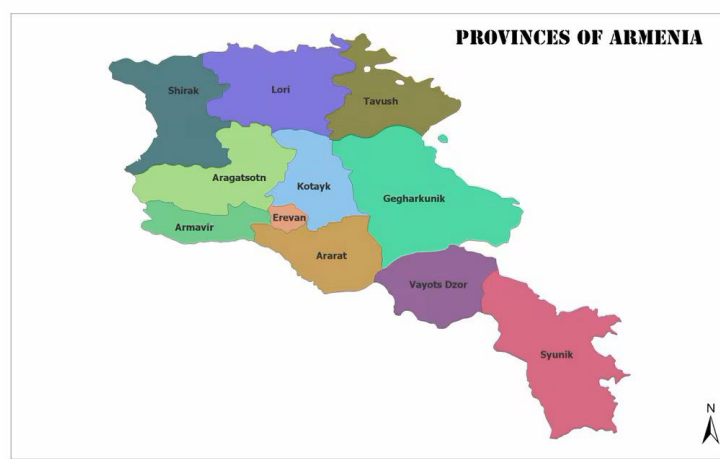 PROVINCES OF ARMENIA
Shirak
Lori
Tavush
Aragatsotn
Kotayk
Gegharkunik
Armavir
Erevan
Ararat
Vayots Dzor
Syunik
N